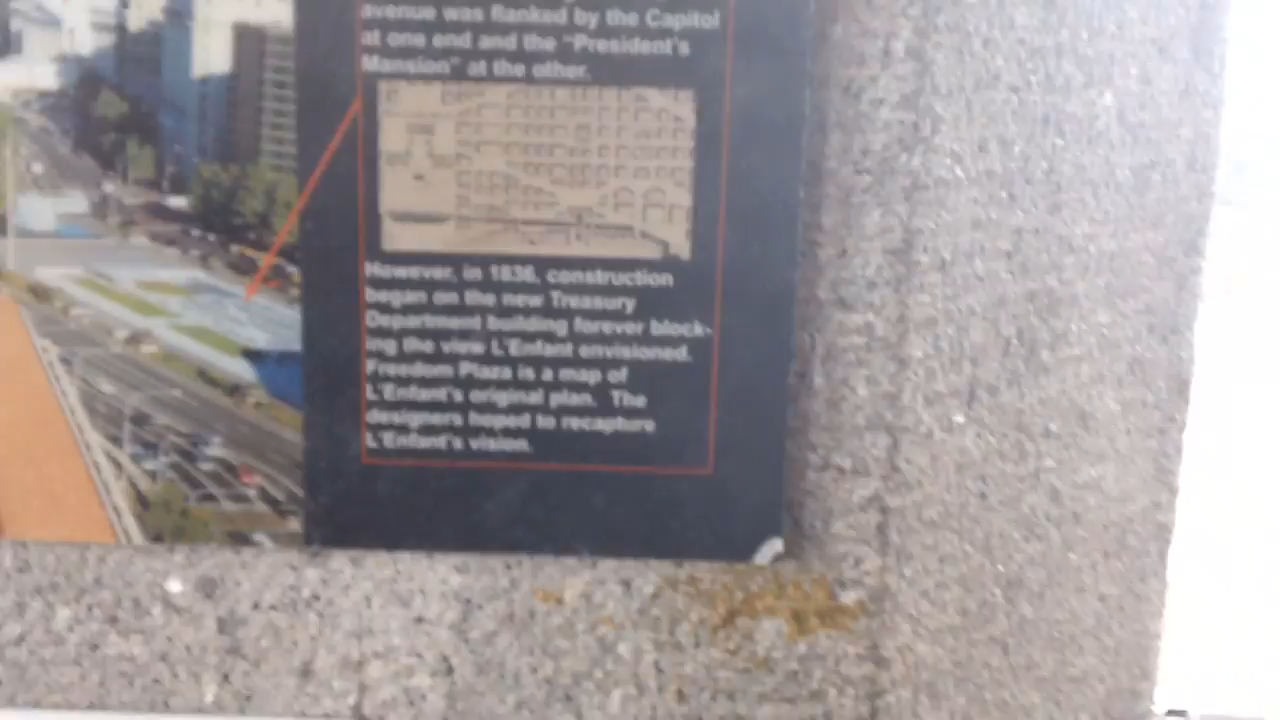 avenue was flanked by the Capitol
at one end and the "President's
Mansion" at the other.
However, in 1836, construction
began on the new Treasury
Department building forever block-
ing the view L'Enfant envisioned.
Freedom Plaza is a map of
L'Enfant's original plan. The
designers hoped to recapture
L'Enfant's vision.